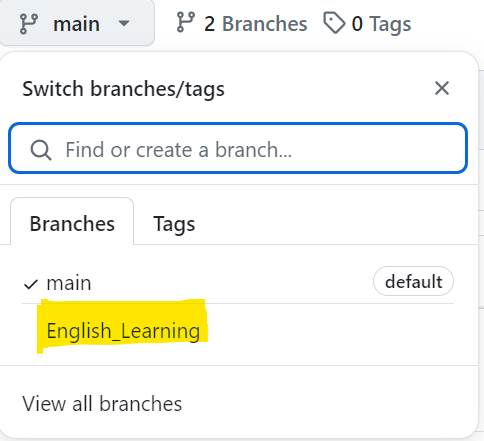 main 2 Branches 0 Tags
Switch branches/tags
Find or create a branch...
Branches Tags
main default
English_Learning
View all branches